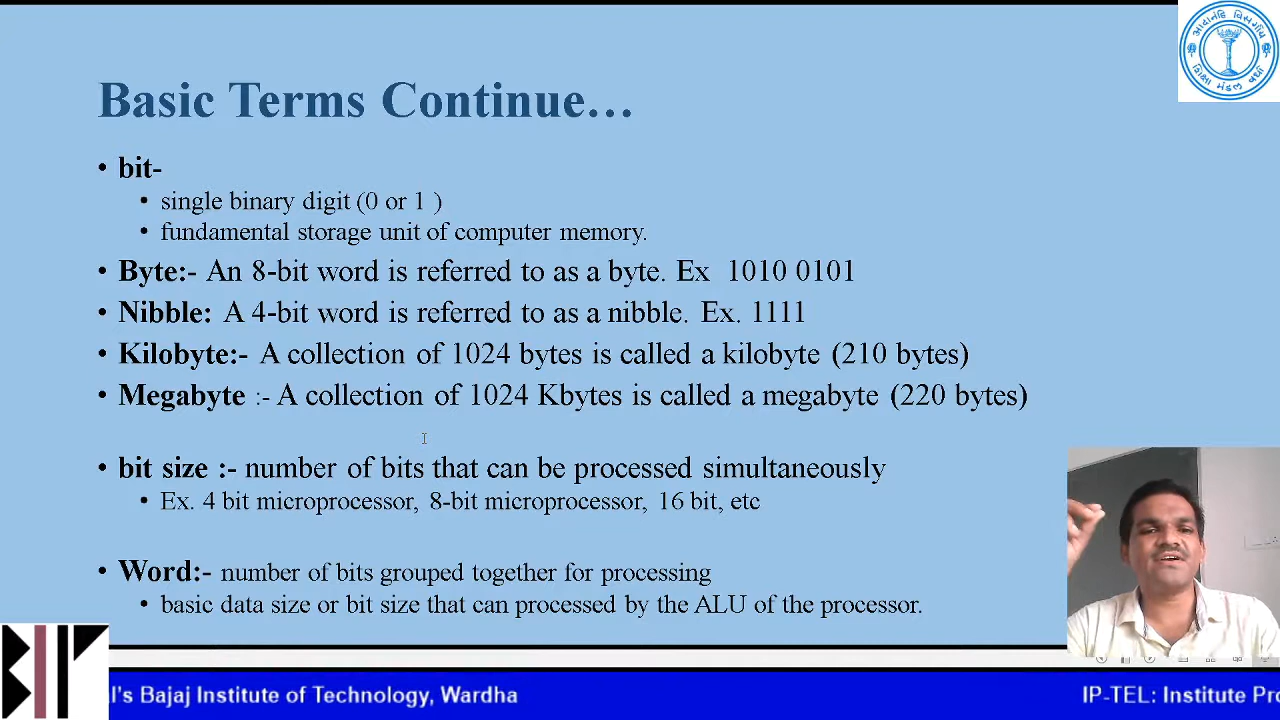 Basic Terms Continue…
• bit-
• single binary digit (0 or 1 )
• fundamental storage unit of computer memory.
• Byte:- An 8-bit word is referred to as a byte. Ex 1010 0101
• Nibble: A 4-bit word is referred to as a nibble. Ex. 1111
• Kilobyte:- A collection of 1024 bytes is called a kilobyte (210 bytes)
• Megabyte :- A collection of 1024 Kbytes is called a megabyte (220 bytes)
• bit size :- number of bits that can be processed simultaneously
• Ex. 4 bit microprocessor, 8-bit microprocessor, 16 bit, etc
• Word:- number of bits grouped together for processing
• basic data size or bit size that can processed by the ALU of the processor.
l's Bajaj Institute of Technology, Wardha
IP-TEL: Institute Pro